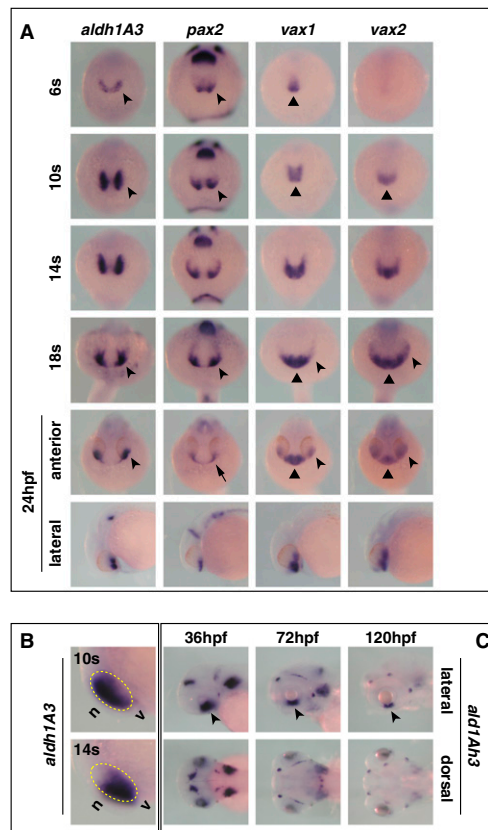 A
aldh1A3 pax2 vax1 vax2
6s
10s
14s
18s
24hpf
anterior
lateral
B
aldh1A3
10s
n v
14s
n v
C
36hpf 72hpf 120hpf
lateral
dorsal
ald1Ah3